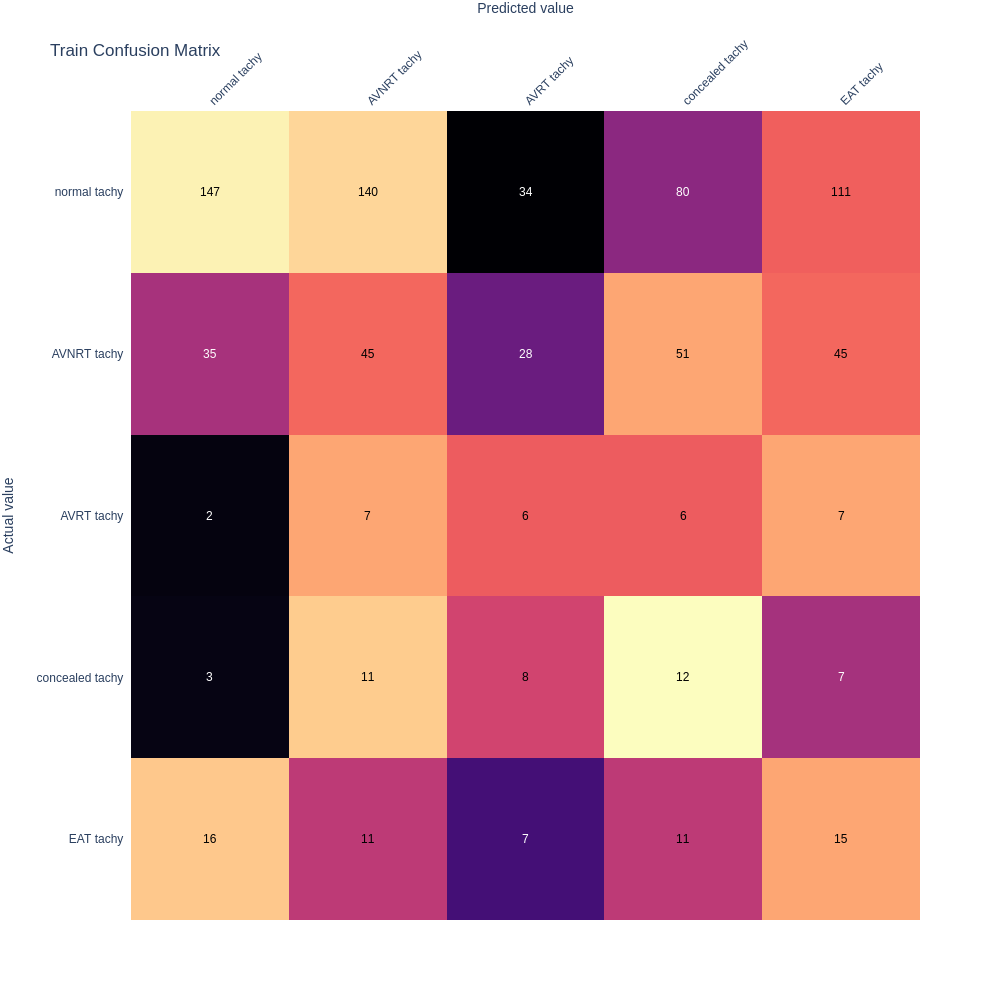 Predicted value
Train Confusion Matrix
normal tachy
AVNRT tachy
AVRT tachy
concealed tachy
EAT tachy
normal tachy 147 140 34 80 111
AVNRT tachy 35 45 28 51 45
AVRT tachy 2 7 6 6 7
concealed tachy 3 11 8 12 7
EAT tachy 16 11 7 11 15
Actual value